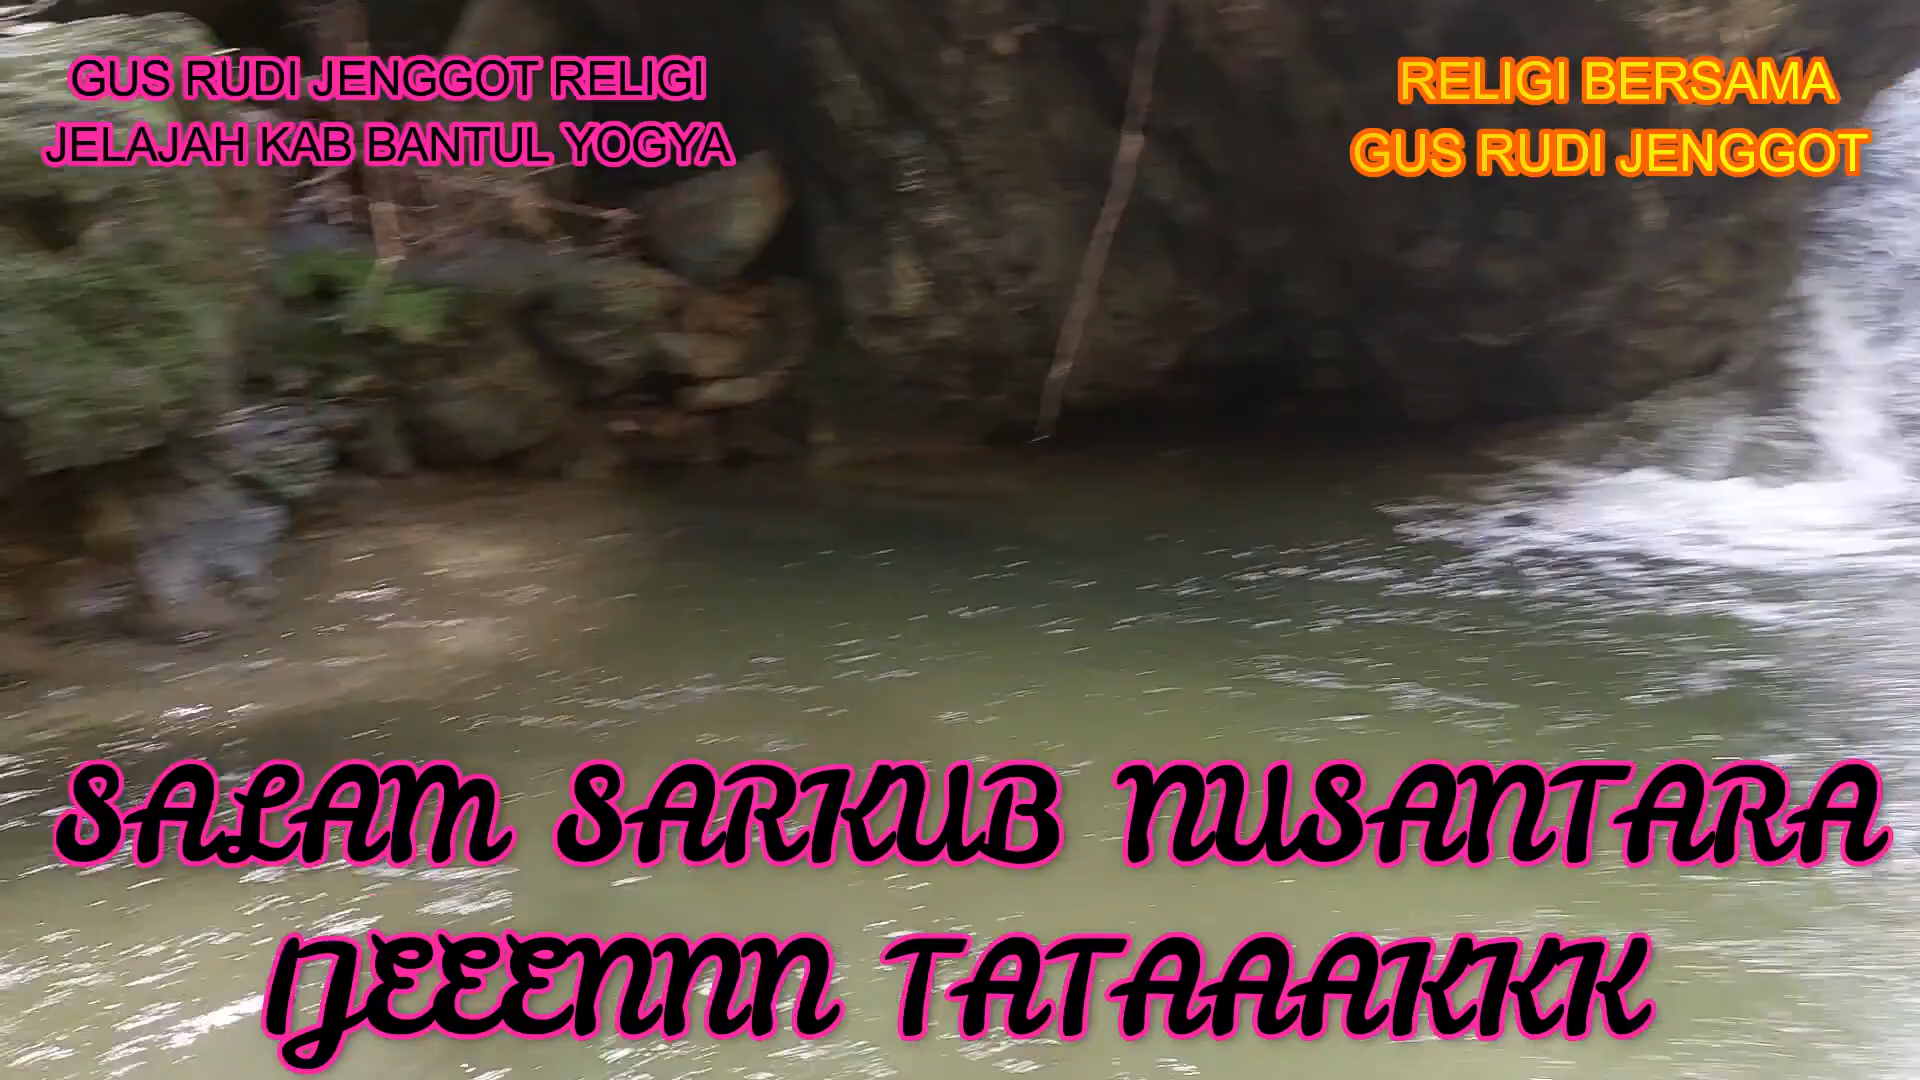 GUS RUDI JENGGOT RELIGI
JELAJAH KAB BANTUL YOGYA
RELIGI BERSAMA
GUS RUDI JENGGOT
SALAM SARKUB NUSANTARA
IJEEENNN TATAAAKKK